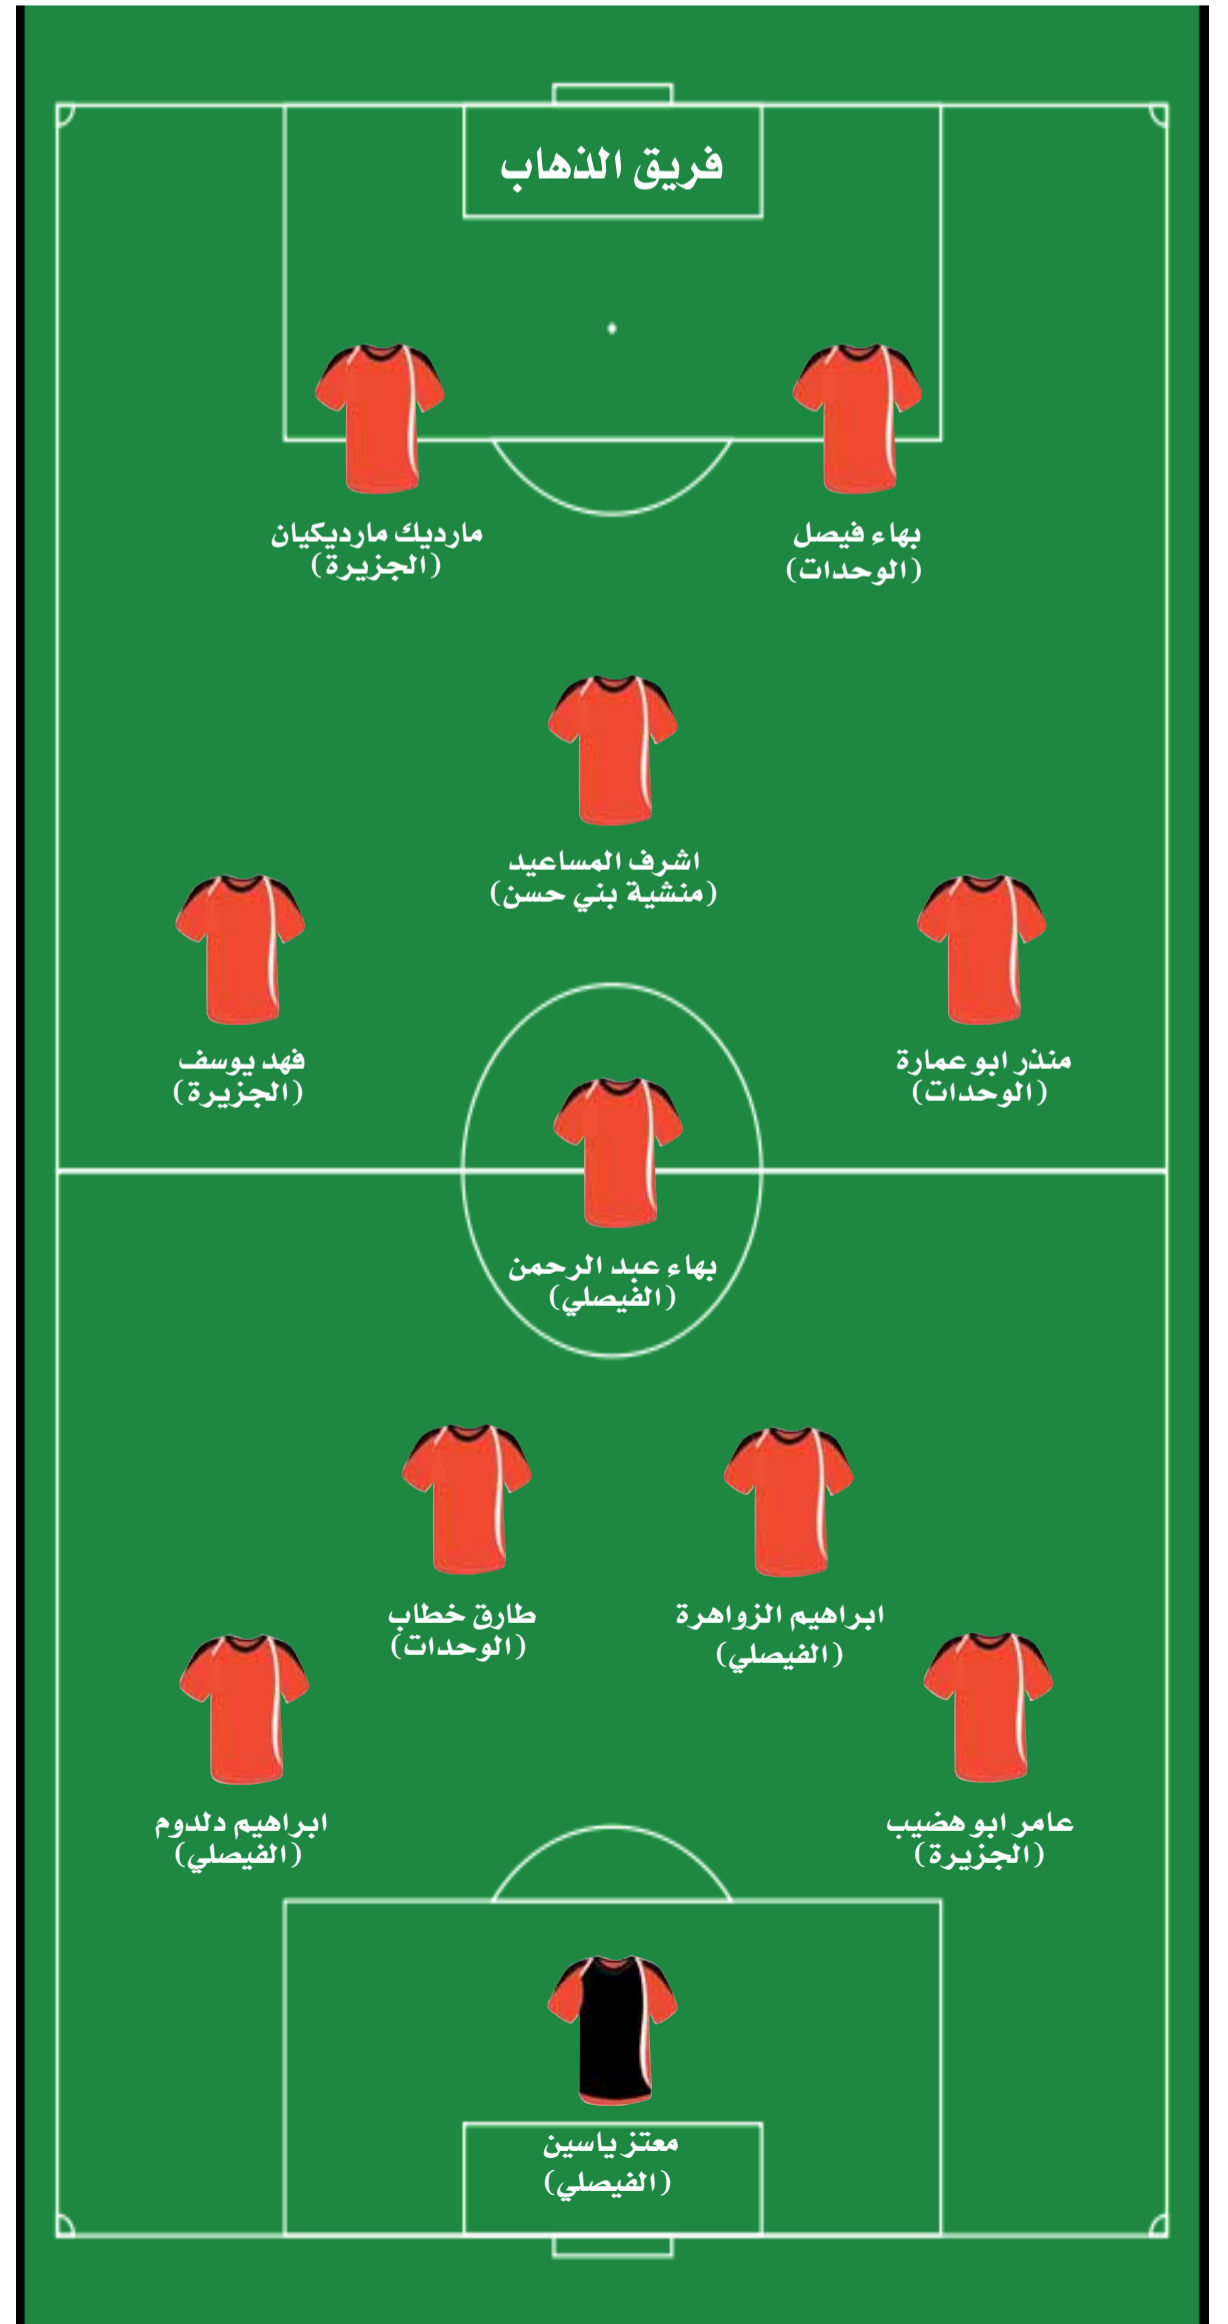 فريق الذهاب
بهاء فيصل
(الوحدات)
مارديك مارديكيان
(الجزيرة)
اشرف المساعيد
(منشية بني حسن)
منذر ابو عمارة
(الوحدات)
فهد يوسف
(الجزيرة)
بهاء عبد الرحمن
(الفيصلي)
ابراهيم الزواهرة
(الفيصلي)
طارق خطاب
(الوحدات)
عامر ابو هضيب
(الجزيرة)
ابراهيم دلدوم
(الفيصلي)
معتز ياسين
(الفيصلي)